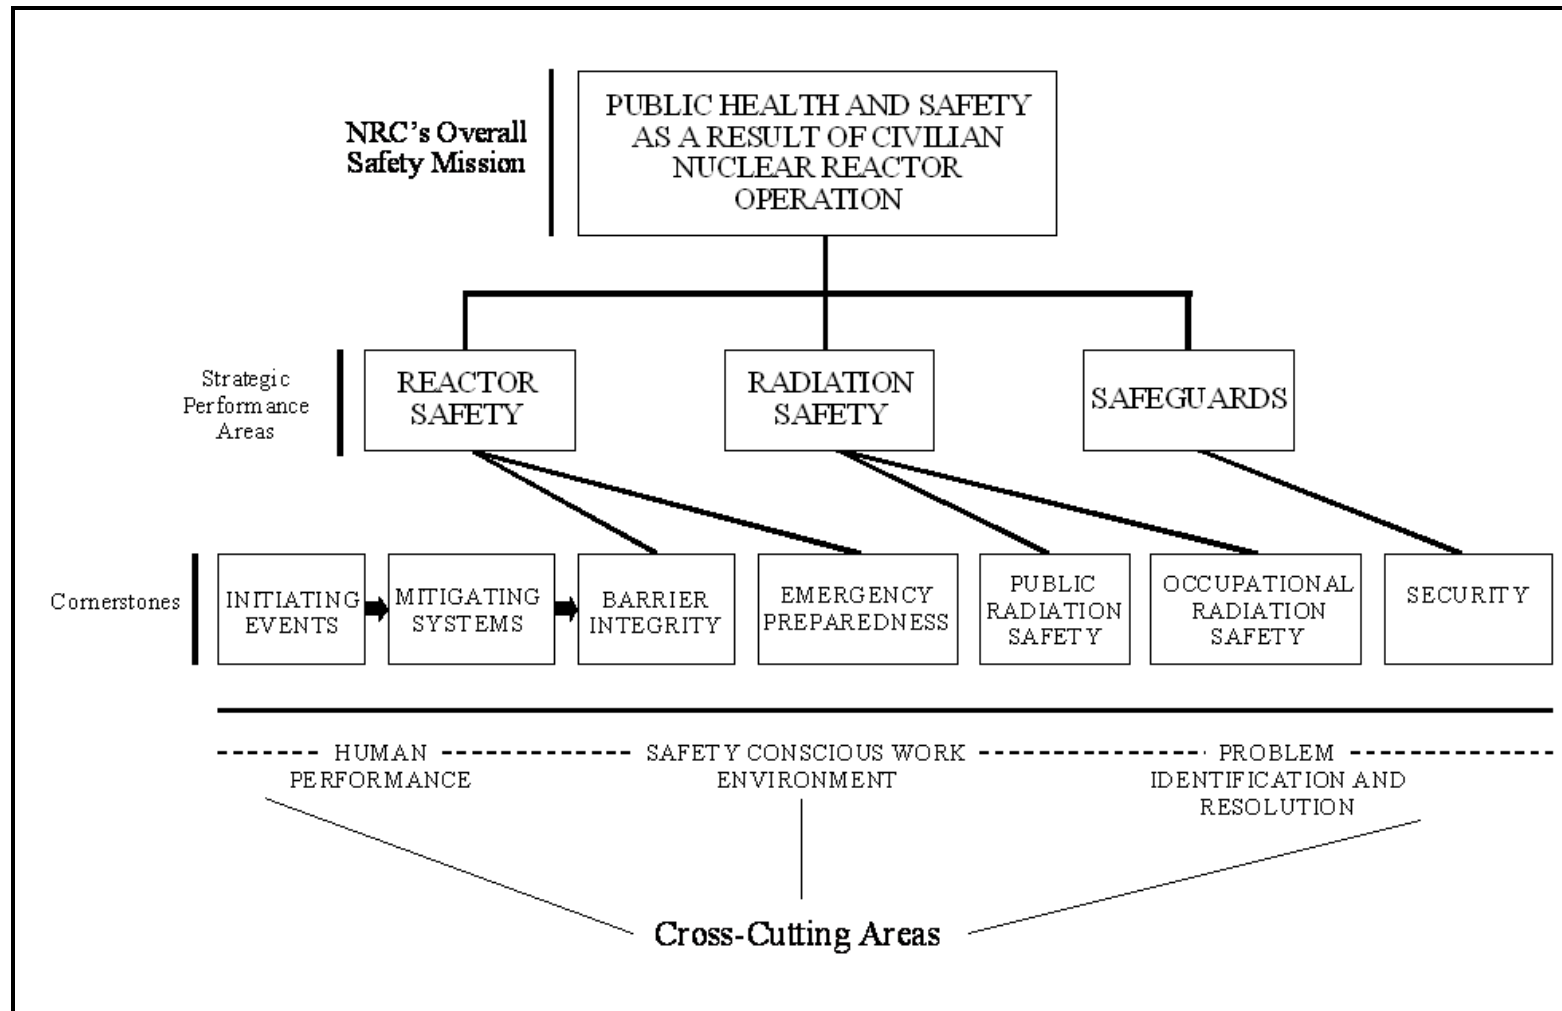 NRC's Overall
Safety Mission
PUBLIC HEALTH AND SAFETY
AS A RESULT OF CIVILIAN
NUCLEAR REACTOR
OPERATION
Strategic
Performance
Areas
REACTOR
SAFETY
RADIATION
SAFETY
SAFEGUARDS
Cornerstones
INITIATING
EVENTS
MITIGATING
SYSTEMS
BARRIER
INTEGRITY
EMERGENCY
PREPAREDNESS
PUBLIC
RADIATION
SAFETY
OCCUPATIONAL
RADIATION
SAFETY
SECURITY
HUMAN
PERFORMANCE
SAFETY CONSCIOUS WORK
ENVIRONMENT
PROBLEM
IDENTIFICATION AND
RESOLUTION
Cross-Cutting Areas